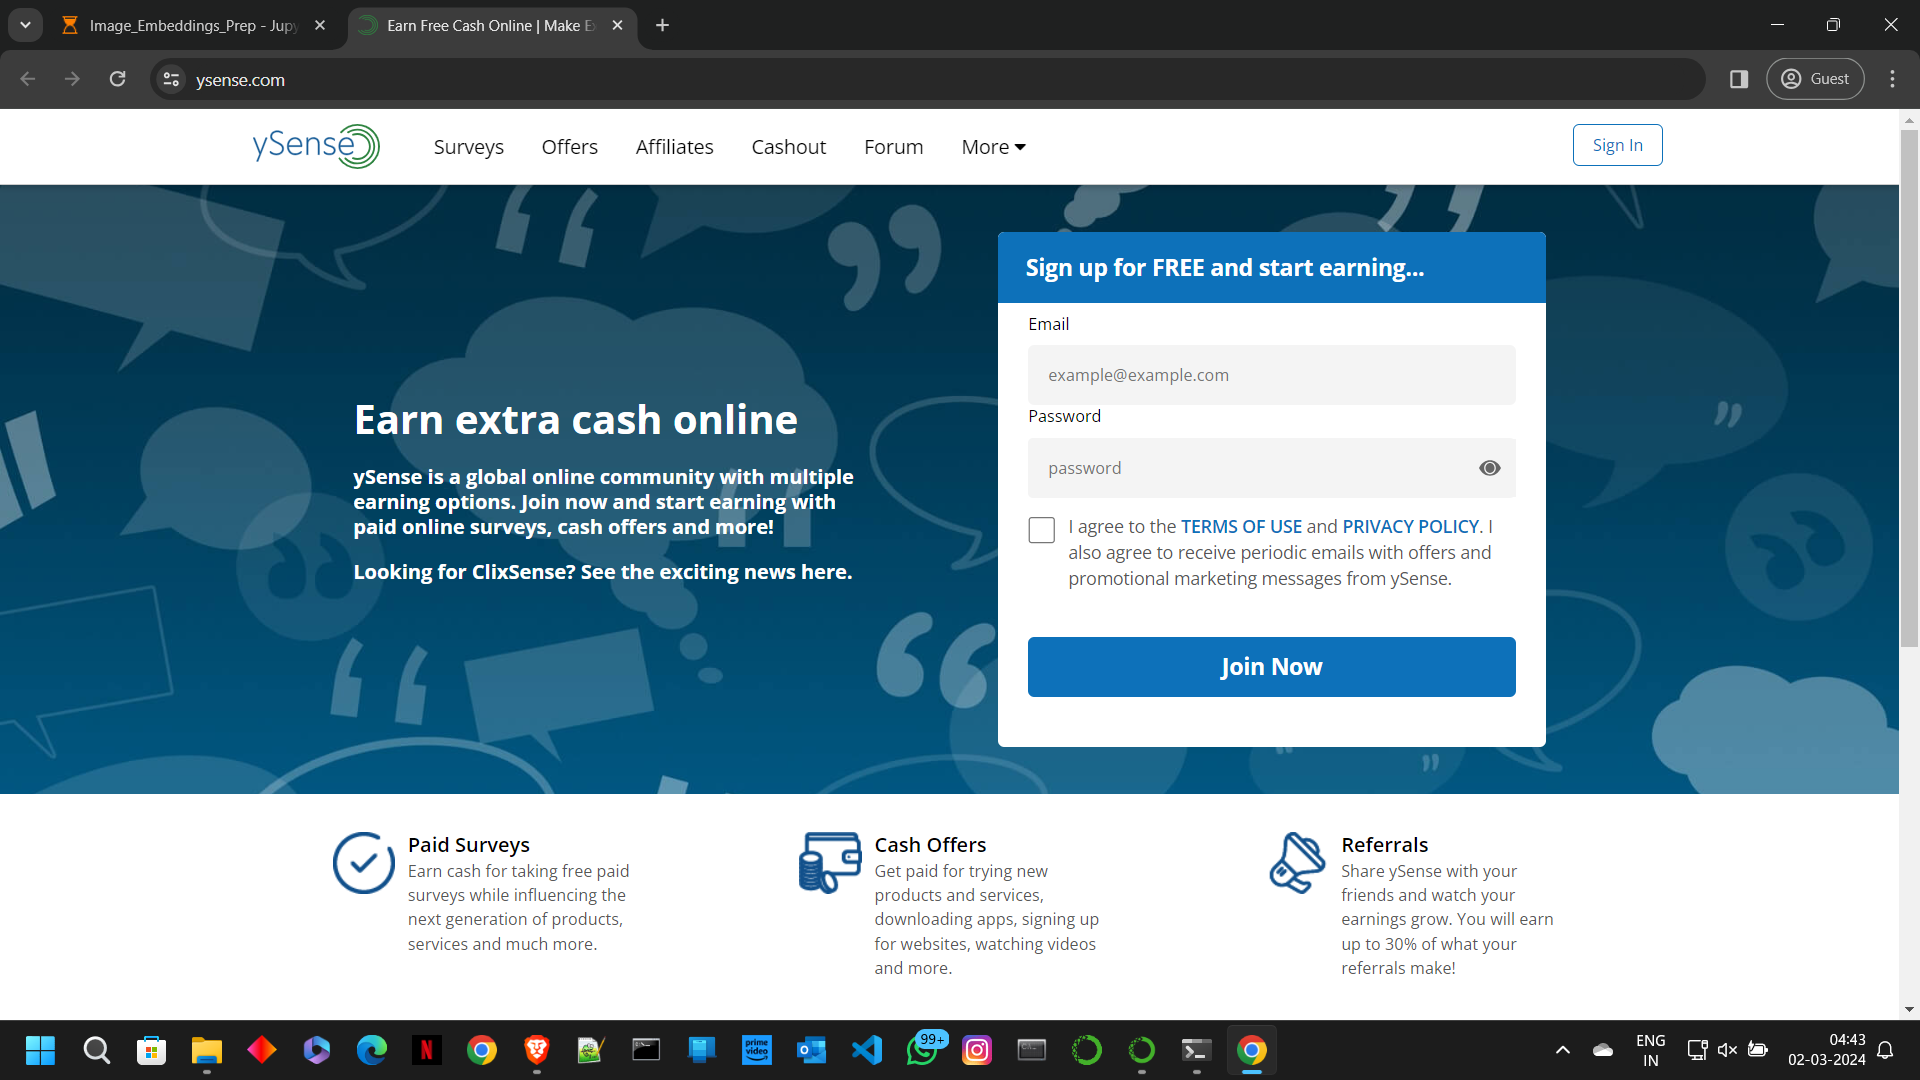 Image_Embeddings_Prep - Jupy
Earn Free Cash Online | Make E
ysense.com
Guest
ySense
Surveys
Offers
Affiliates
Cashout
Forum
More
Sign In
Sign up for FREE and start earning...
Email
example@example.com
Password
password
I agree to the TERMS OF USE and PRIVACY POLICY. I
also agree to receive periodic emails with offers and
promotional marketing messages from ySense.
Join Now
Earn extra cash online
ySense is a global online community with multiple
earning options. Join now and start earning with
paid online surveys, cash offers and more!
Looking for ClixSense? See the exciting news here.
Paid Surveys
Earn cash for taking free paid
surveys while influencing the
next generation of products,
services and much more.
Cash Offers
Get paid for trying new
products and services,
downloading apps, signing up
for websites, watching videos
and more.
Referrals
Share ySense with your
friends and watch your
earnings grow. You will earn
up to 30% of what your
referrals make!
N
prime video
99+
ENG
IN
04:43
02-03-2024